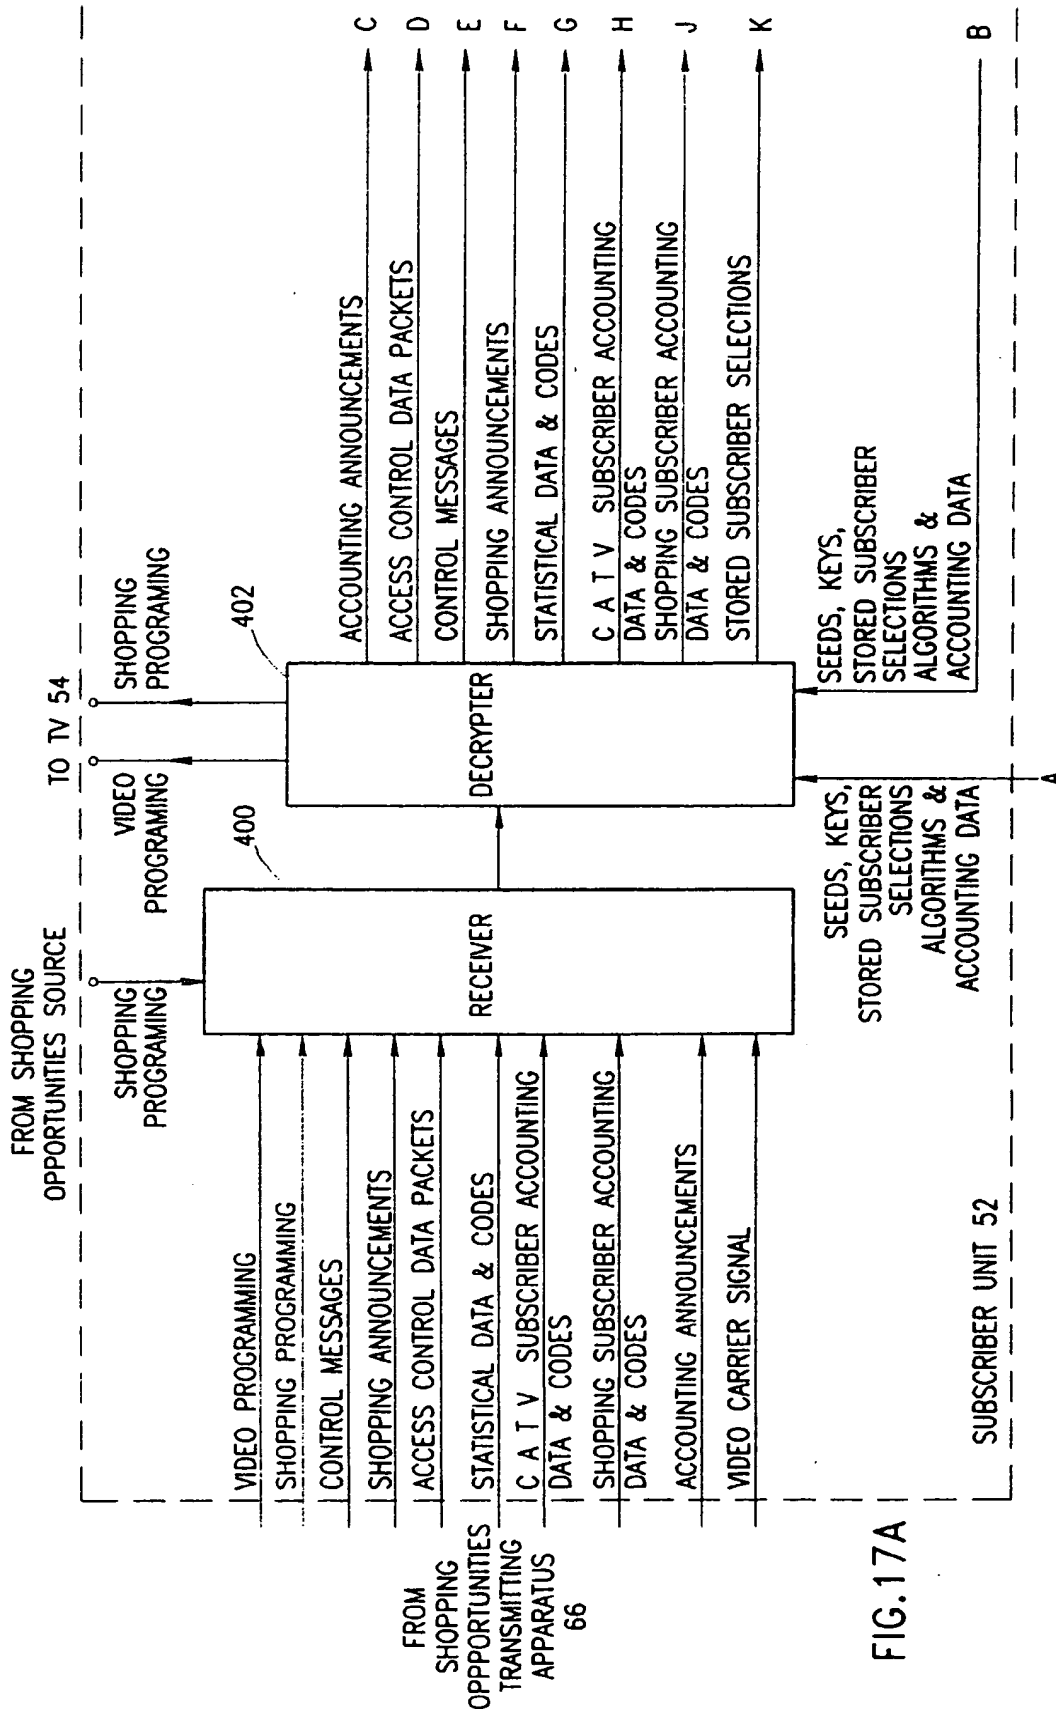 FROM SHOPPING
OPPORTUNITIES SOURCE
TO TV 54
SHOPPING
PROGRAMING
VIDEO
PROGRAMING
SHOPPING
PROGRAMING
400
402
VIDEO PROGRAMMING
SHOPPING PROGRAMMING
CONTROL MESSAGES
SHOPPING ANNOUNCEMENTS
ACCESS CONTROL DATA PACKETS
STATISTICAL DATA & CODES
C A T V SUBSCRIBER ACCOUNTING
DATA & CODES
SHOPPING SUBSCRIBER ACCOUNTING
DATA & CODES
ACCOUNTING ANNOUNCEMENTS
VIDEO CARRIER SIGNAL
FROM
SHOPPING
OPPPORTUNITIES
TRANSMITTING
APPARATUS
66
RECEIVER
DECRYPTER
ACCOUNTING ANNOUNCEMENTS
C
ACCESS CONTROL DATA PACKETS
D
CONTROL MESSAGES
E
SHOPPING ANNOUNCEMENTS
F
STATISTICAL DATA & CODES
G
C A T V SUBSCRIBER ACCOUNTING
DATA & CODES
H
SHOPPING SUBSCRIBER ACCOUNTING
DATA & CODES
J
STORED SUBSCRIBER SELECTIONS
K
SEEDS, KEYS,
STORED SUBSCRIBER
SELECTIONS
ALGORITHMS &
ACCOUNTING DATA
A
SEEDS, KEYS,
STORED SUBSCRIBER
SELECTIONS
ALGORITHMS &
ACCOUNTING DATA
B
SUBSCRIBER UNIT 52
FIG.17A